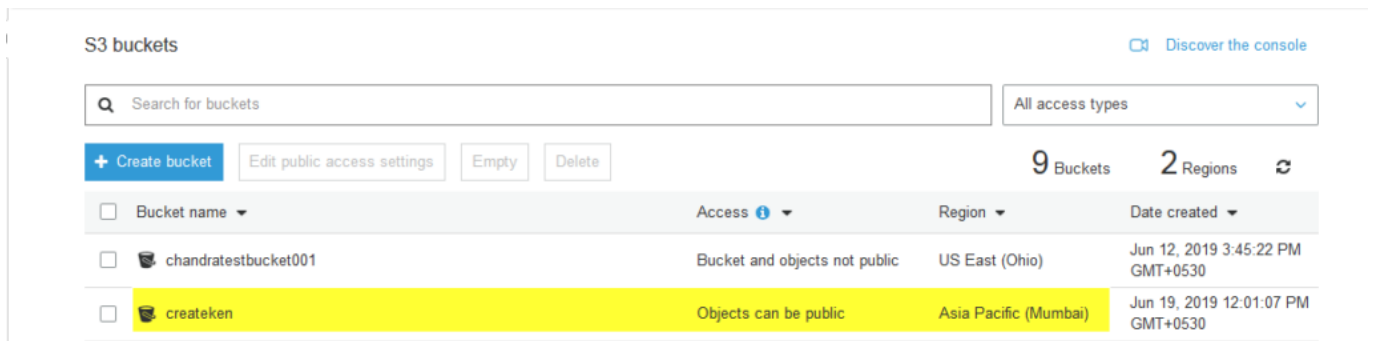 S3 buckets
Discover the console
Search for buckets
All access types
Create bucket Edit public access settings Empty Delete
9 Buckets 2 Regions
Bucket name Access Region Date created
chandratestbucket001 Bucket and objects not public US East (Ohio) Jun 12, 2019 3:45:22 PM
GMT+0530
createken Objects can be public Asia Pacific (Mumbai) Jun 19, 2019 12:01:07 PM
GMT+0530